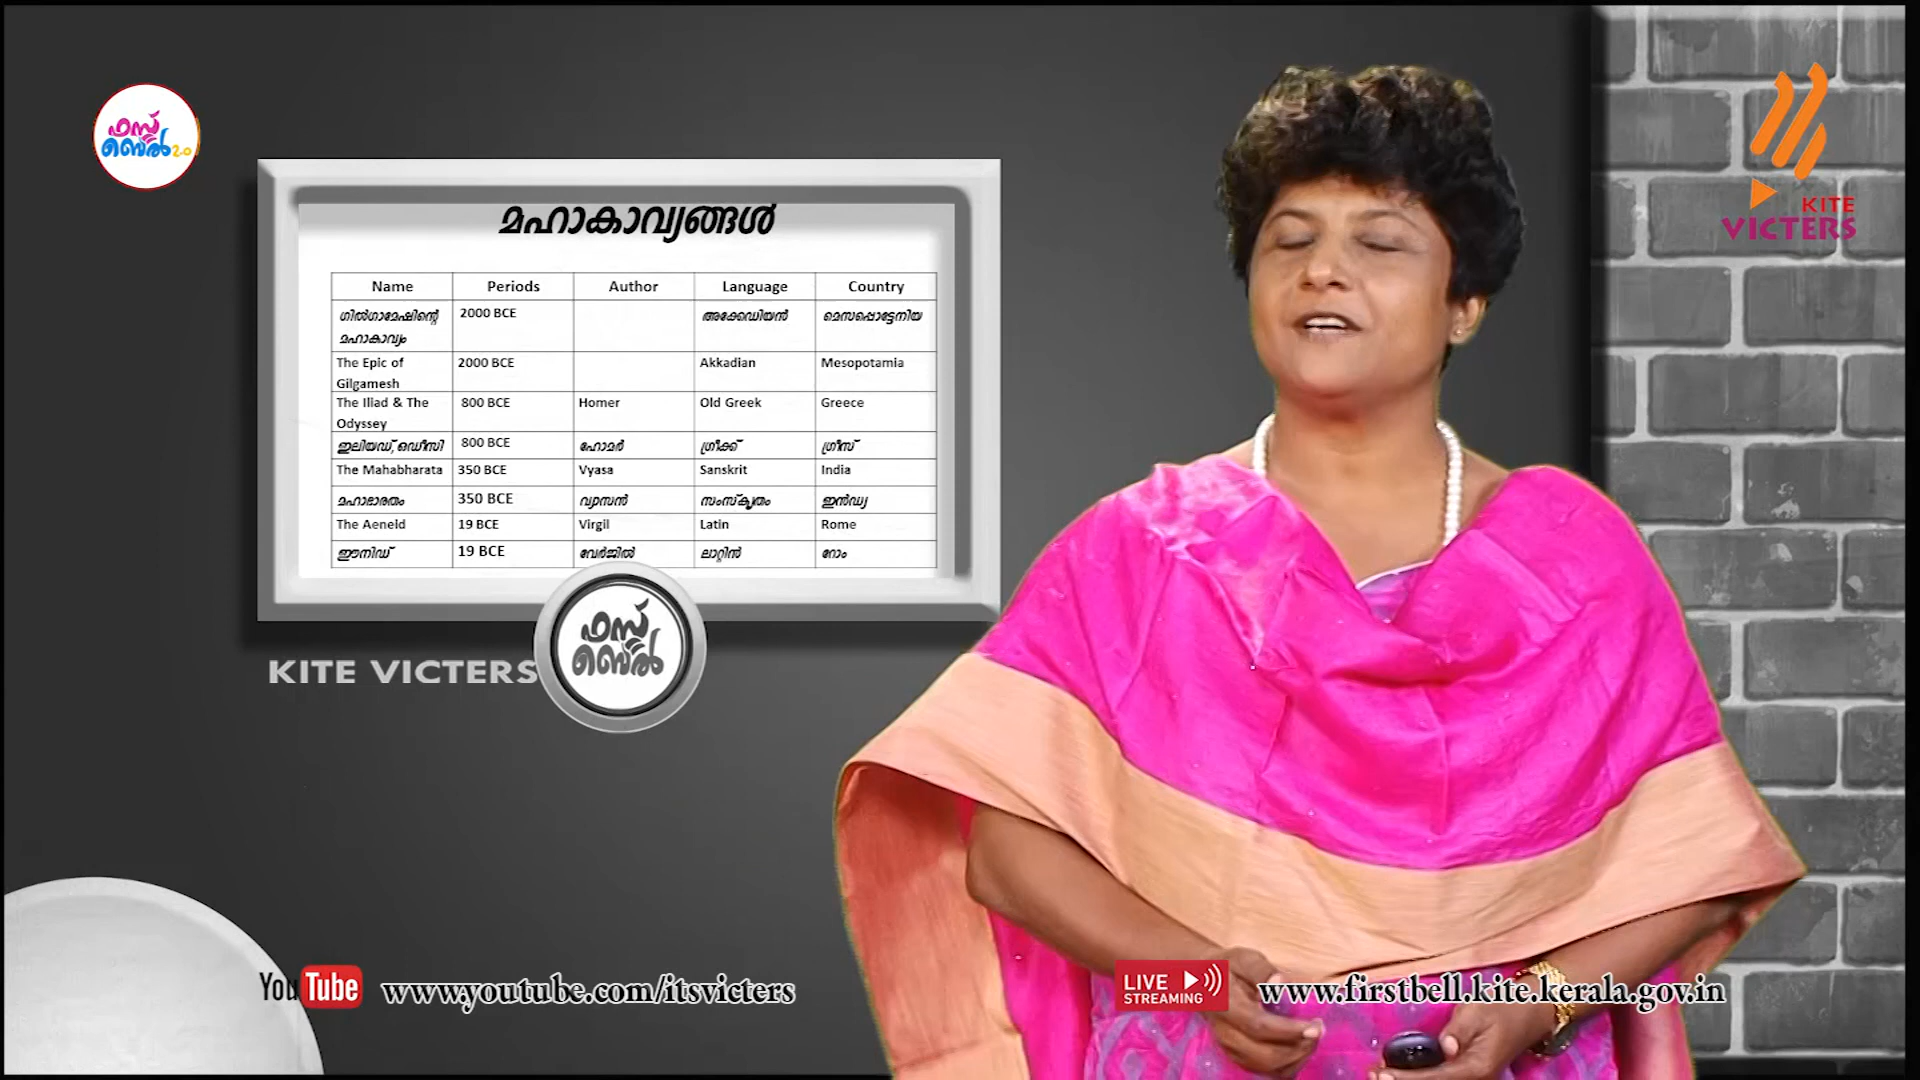 ഫസ്റ്റ്
ബെൽ 2.0
KITE
VICTERS
മഹാകാവ്യങ്ങൾ
Name Periods Author Language Country
ഗിൽഗാമേഷിന്റെ 2000 BCE അക്കേഡിയൻ മെസപ്പൊട്ടേനിയ
മഹാകാവ്യം
The Epic of 2000 BCE Akkadian Mesopotamia
Gilgamesh
The Iliad & The 800 BCE Homer Old Greek Greece
Odyssey
ഇലിയഡ്, ഒഡീസി 800 BCE ഹോമർ ഗ്രീക്ക് ഗ്രീസ്
The Mahabharata 350 BCE Vyasa Sanskrit India
മഹാഭാരതം 350 BCE വ്യാസൻ സംസ്കൃതം ഇൻഡ്യ
The Aeneld 19 BCE Virgil Latin Rome
ഈനിഡ് 19 BCE വേർജിൽ ലാറ്റിൻ റോം
ഫസ്റ്റ്
ബെൽ
KITE VICTERS
YouTube www.youtube.com/itsvicters
LIVE
STREAMING
www.firstbell.kite.kerala.gov.in